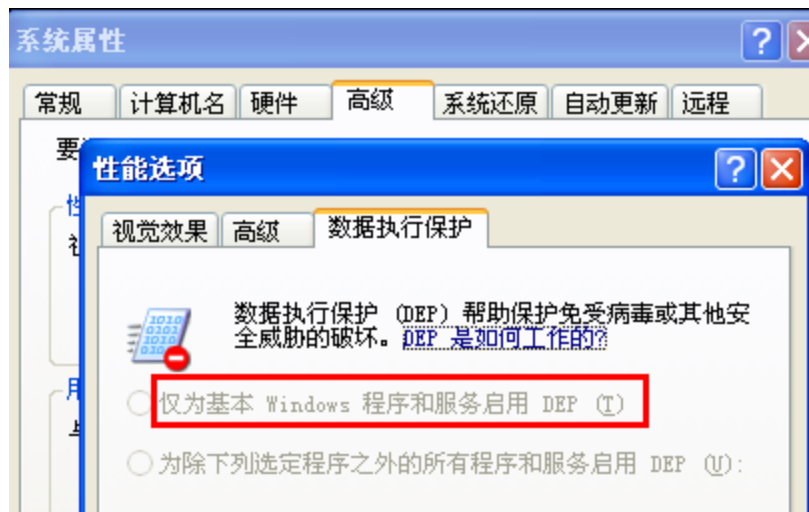 系统属性
常规 计算机名 硬件 高级 系统还原 自动更新 远程
要
性能选项
视觉效果 高级 数据执行保护
数据执行保护 (DEP) 帮助保护免受病毒或其他安
全威胁的破坏。DEP 是如何工作的?
仅为基本 Windows 程序和服务启用 DEP (T)
为除下列选定程序之外的所有程序和服务启用 DEP (U):
用